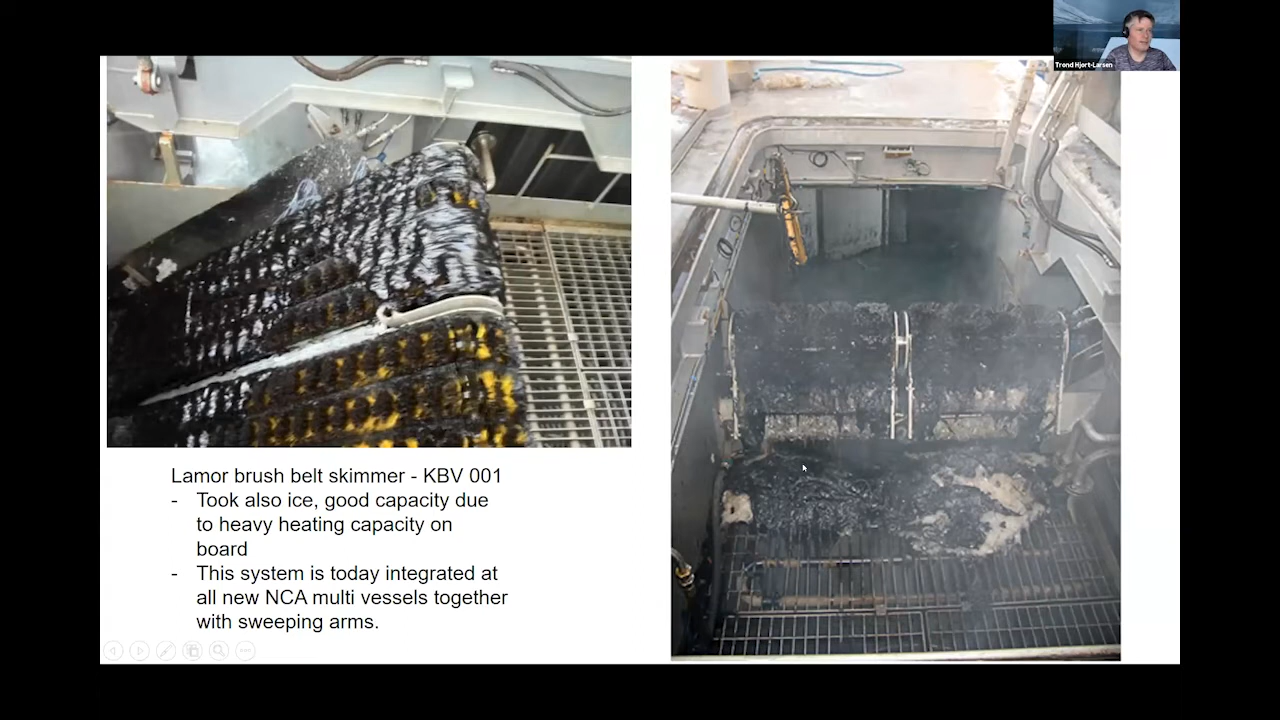 Trond Hjort-Larsen
Lamor brush belt skimmer - KBV 001
- Took also ice, good capacity due
to heavy heating capacity on
board
- This system is today integrated at
all new NCA multi vessels together
with sweeping arms.